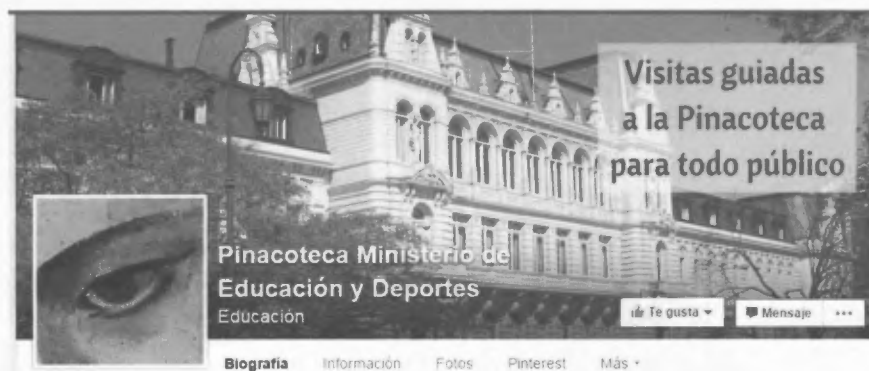 Visitas guiadas
a la Pinacoteca
para todo público
Pinacoteca Ministerio de
Educación y Deportes
Educación
Te gusta
Mensaje
Biografía Información Fotos Pinterest Más